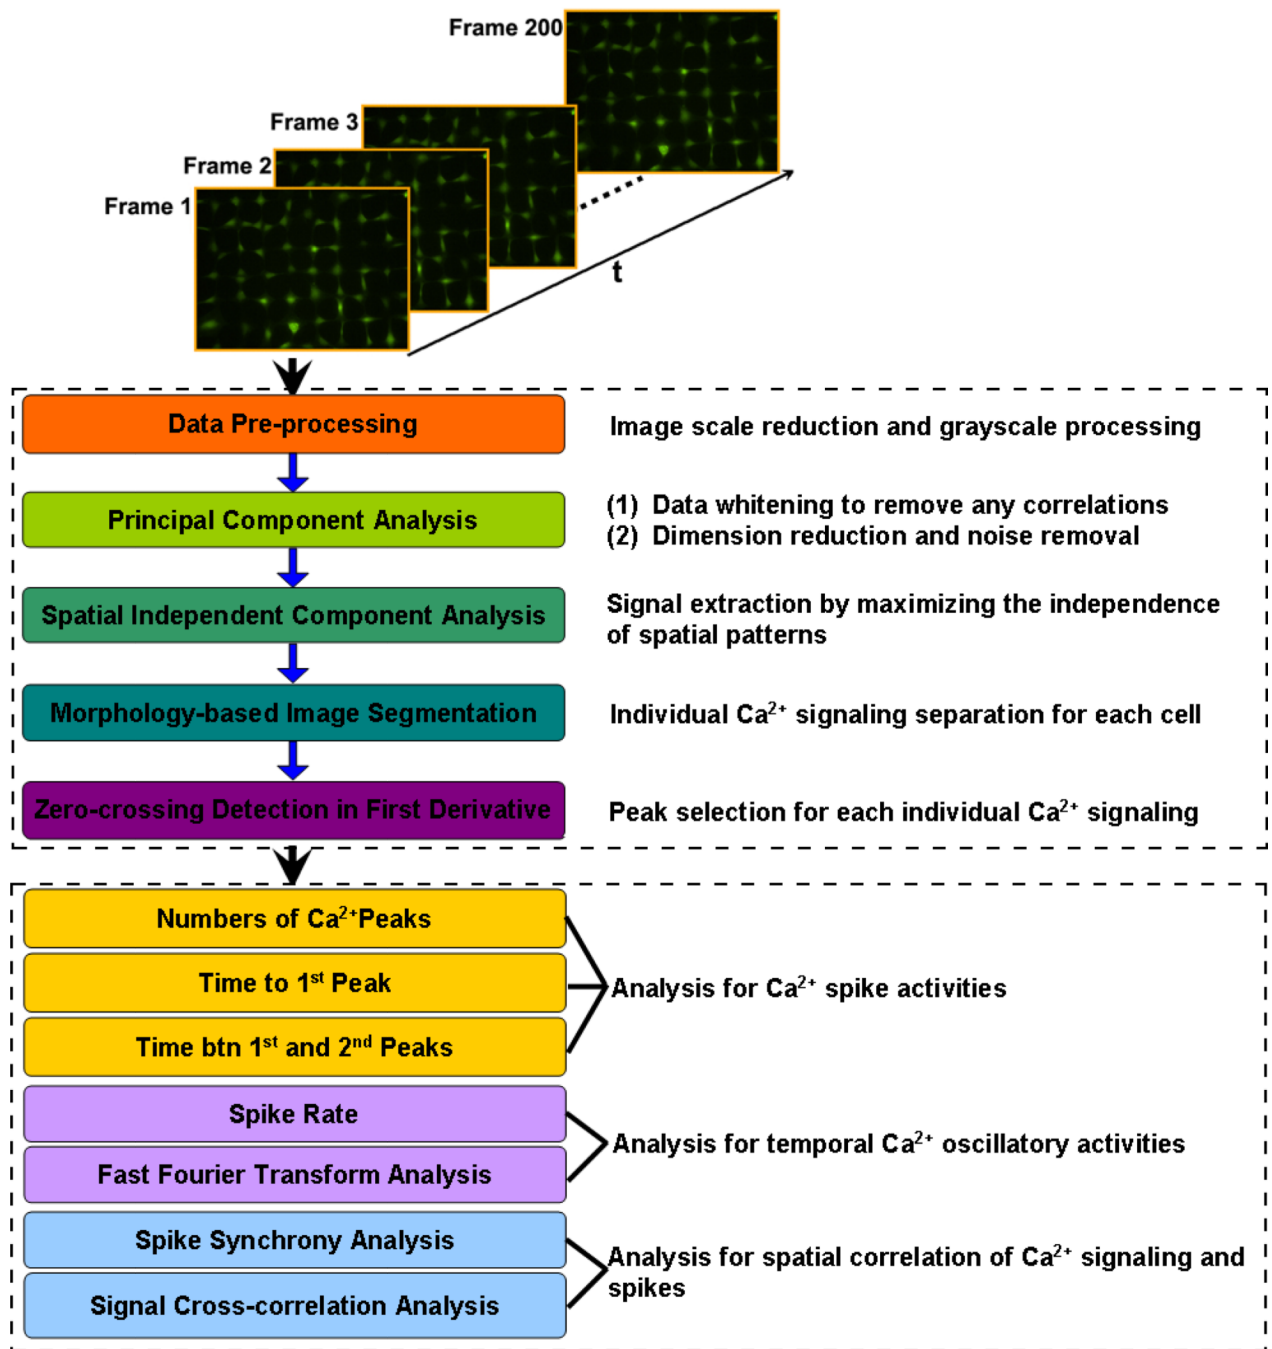 Frame 200
Frame 3
Frame 2
Frame 1
t
Data Pre-processing
Image scale reduction and grayscale processing
Principal Component Analysis
(1) Data whitening to remove any correlations
(2) Dimension reduction and noise removal
Spatial Independent Component Analysis
Signal extraction by maximizing the independence
of spatial patterns
Morphology-based Image Segmentation
Individual Ca²⁺ signaling separation for each cell
Zero-crossing Detection in First Derivative
Peak selection for each individual Ca²⁺ signaling
Numbers of Ca²⁺Peaks
Time to 1ˢᵗ Peak
Time btn 1ˢᵗ and 2ⁿᵈ Peaks
Analysis for Ca²⁺ spike activities
Spike Rate
Fast Fourier Transform Analysis
Analysis for temporal Ca²⁺ oscillatory activities
Spike Synchrony Analysis
Signal Cross-correlation Analysis
Analysis for spatial correlation of Ca²⁺ signaling and
spikes